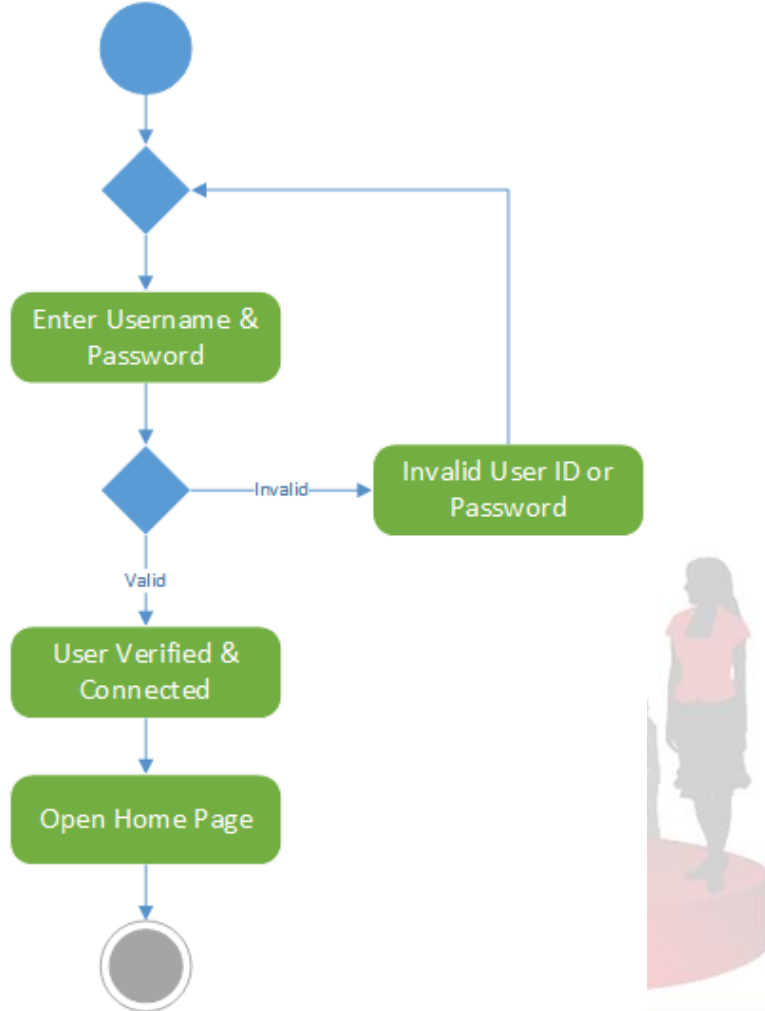 Enter Username &
Password
Invalid
Invalid User ID or
Password
Valid
User Verified &
Connected
Open Home Page